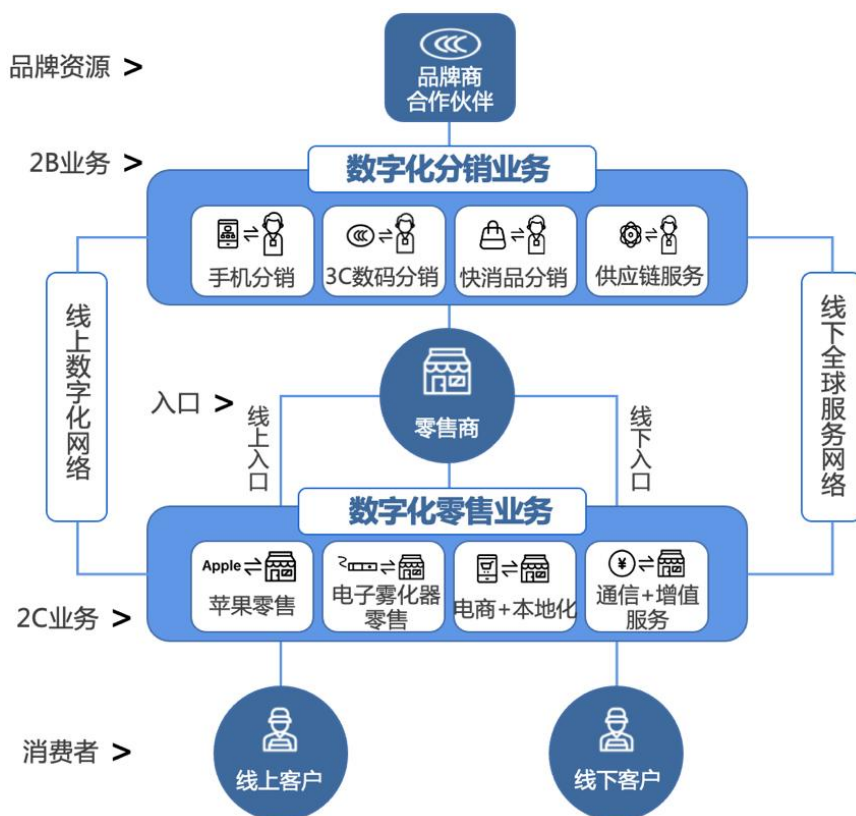 品牌资源 >
品牌商
合作伙伴
2B业务 >
数字化分销业务
手机分销
3C数码分销
快消品分销
供应链服务
线上数字化网络
线下全球服务网络
入口 >
零售商
线上入口
线下入口
数字化零售业务
Apple
苹果零售
电子雾化器
零售
电商+本地化
¥
通信+增值
服务
2C业务 >
消费者 >
线上客户
线下客户